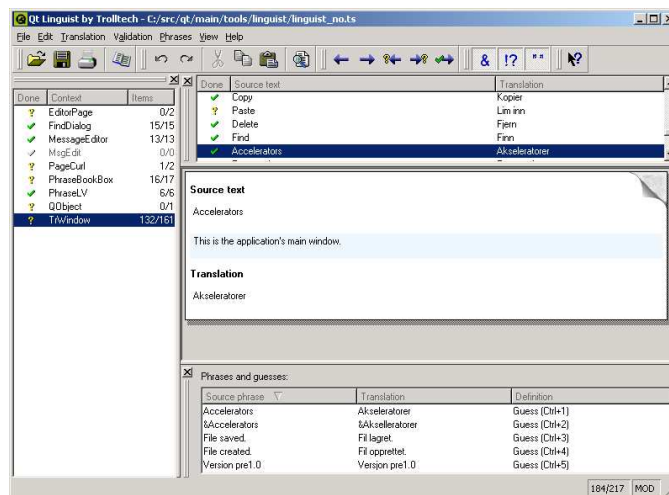 Qt Linguist by Trolltech - C:/src/qt/main/tools/linguist/linguist_no.ts
File Edit Translation Validation Phrases View Help
& !? ""
Done Context Items
EditorPage 0/2
FindDialog 15/15
MessageEditor 13/13
MsgEdit 0/0
PageCurl 1/2
PhraseBookBox 16/17
PhraseLV 6/6
QObject 0/1
TrWindow 132/161
Done Source text Translation
Copy Kopier
Paste Lim inn
Delete Fjern
Find Finn
Accelerators Akseleratorer
Source text
Accelerators
This is the application's main window.
Translation
Akseleratorer
Phrases and guesses:
Source phrase Translation Definition
Accelerators Akseleratorer Guess (Ctrl+1)
&Accelerators &Akselleratorer Guess (Ctrl+2)
File saved. Fil lagret. Guess (Ctrl+3)
File created. Fil opprettet. Guess (Ctrl+4)
Version pre1.0 Versjon pre1.0 Guess (Ctrl+5)
184/217 MOD